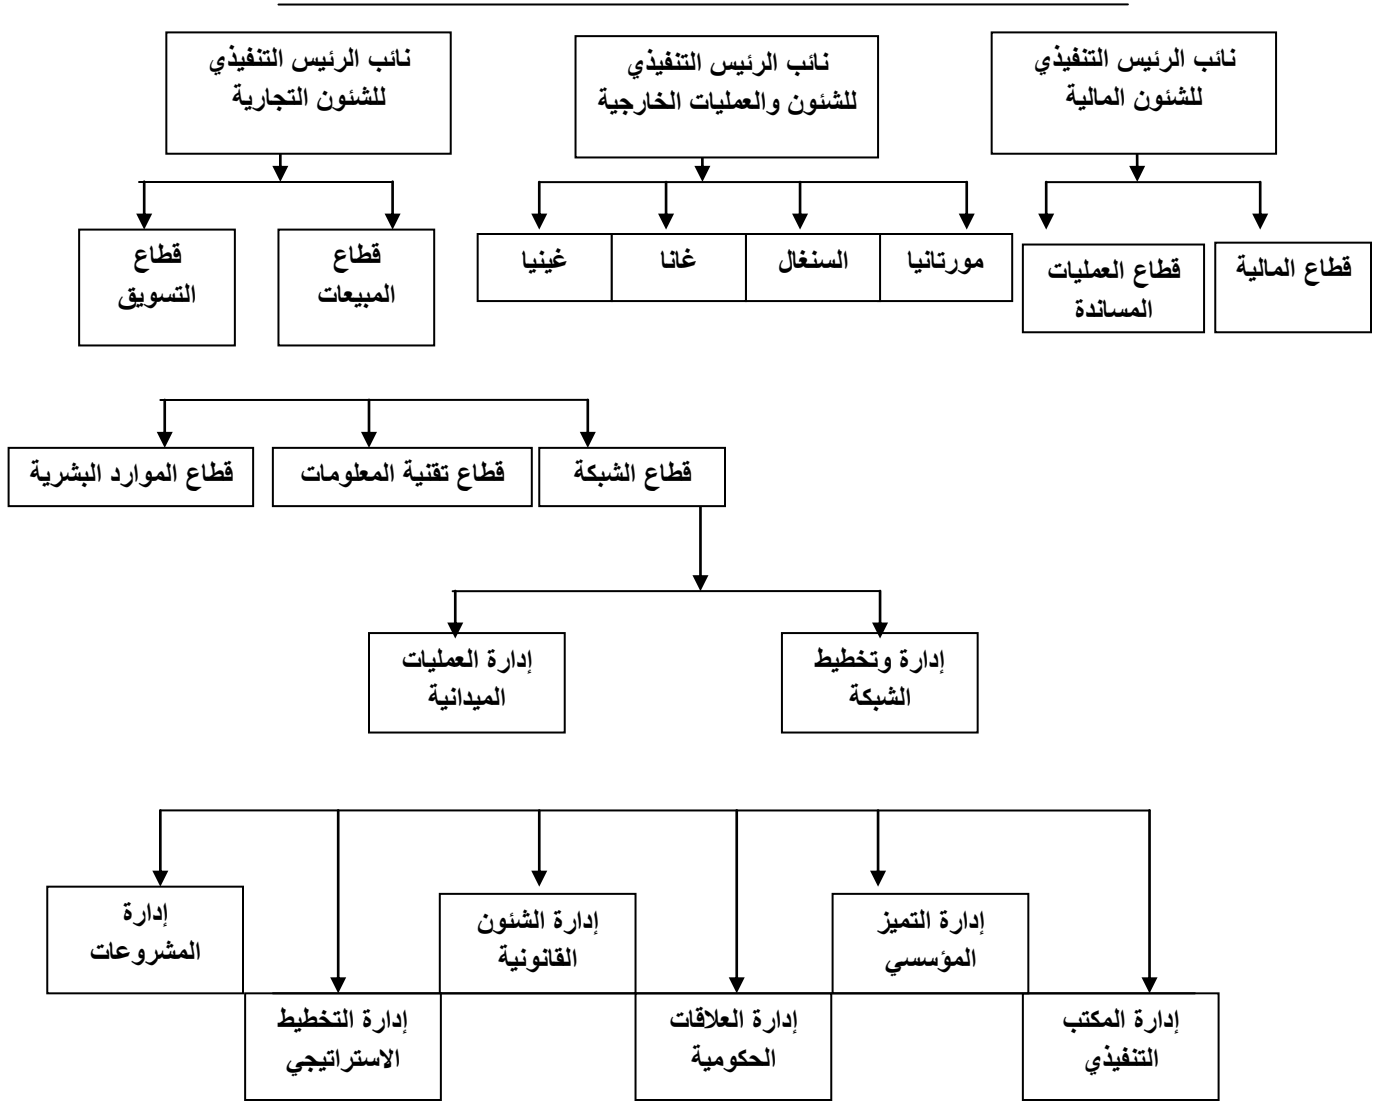 نائب الرئيس التنفيذي
للشئون المالية
نائب الرئيس التنفيذي
للشئون والعمليات الخارجية
نائب الرئيس التنفيذي
للشئون التجارية
قطاع المالية
قطاع العمليات
المساندة
مورتانيا
السنغال
غانا
غينيا
قطاع
المبيعات
قطاع
التسويق
قطاع الشبكة
قطاع تقنية المعلومات
قطاع الموارد البشرية
إدارة وتخطيط
الشبكة
إدارة العمليات
الميدانية
إدارة التميز
المؤسسي
إدارة الشئون
القانونية
إدارة
المشروعات
إدارة المكتب
التنفيذي
إدارة العلاقات
الحكومية
إدارة التخطيط
الاستراتيجي